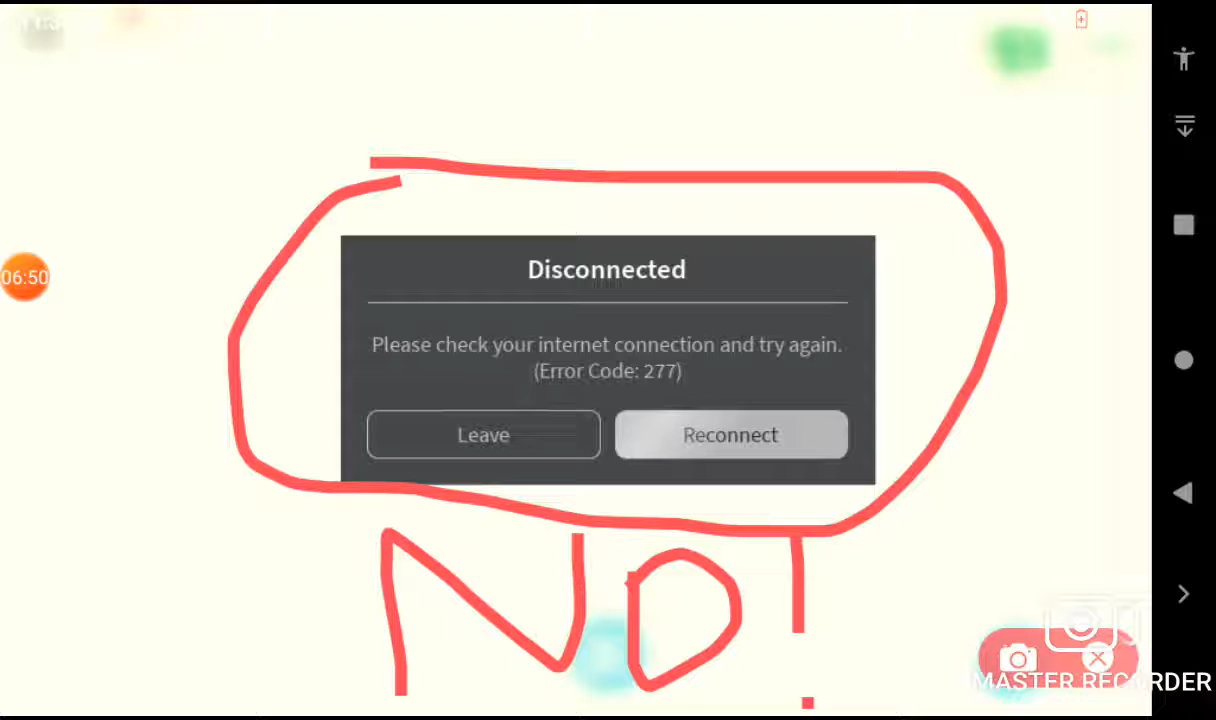 Disconnected
Please check your internet connection and try again.
(Error Code: 277)
Leave
Reconnect
06:50
NO!
MASTER RECORDER